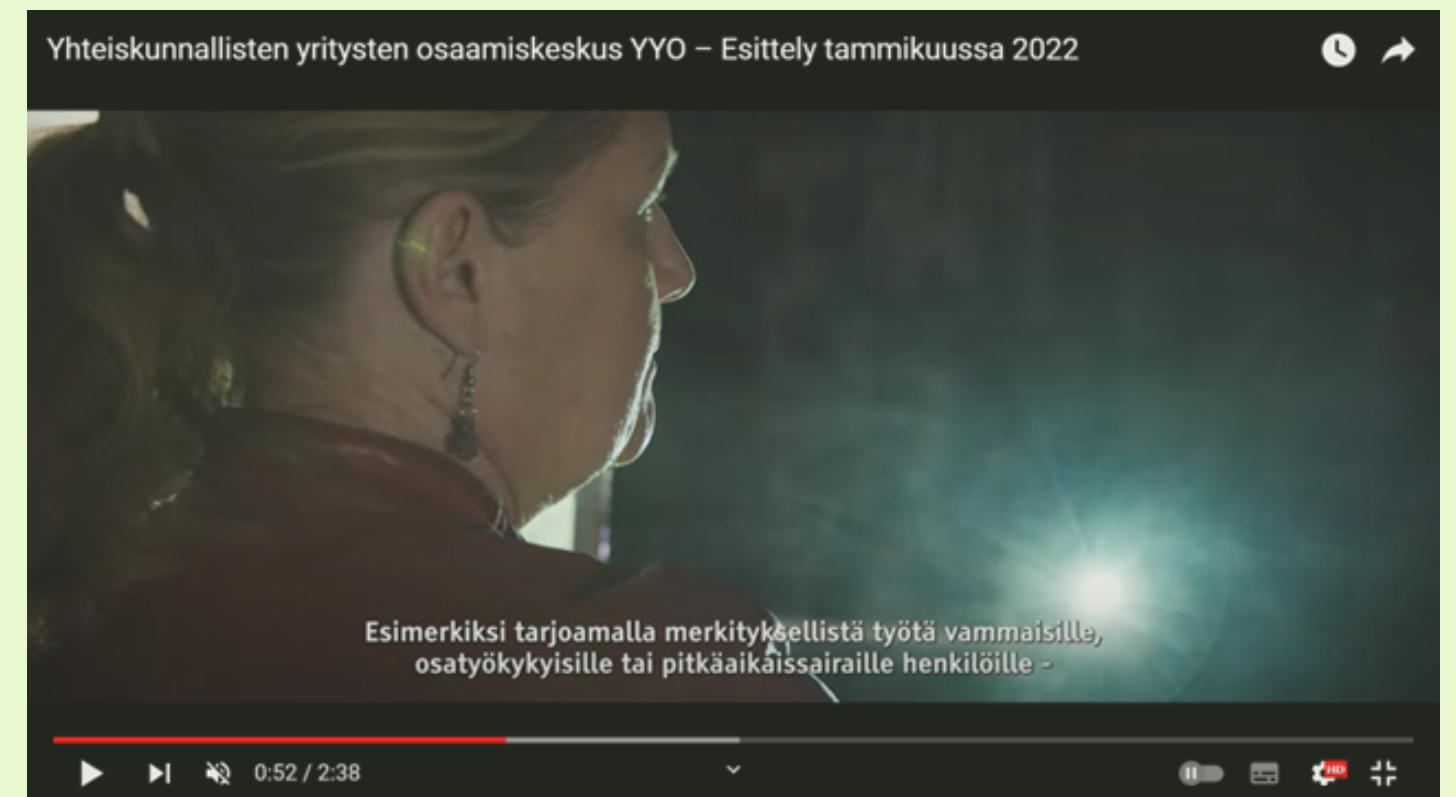 Yhteiskunnallisten yritysten osaamiskeskus YYO – Esittely tammikuussa 2022
Esimerkiksi tarjoamalla merkityksellistä työtä vammaisille,
osatyökykyisille tai pitkäaikaissairaille henkilöille -
0:52 / 2:38
HD